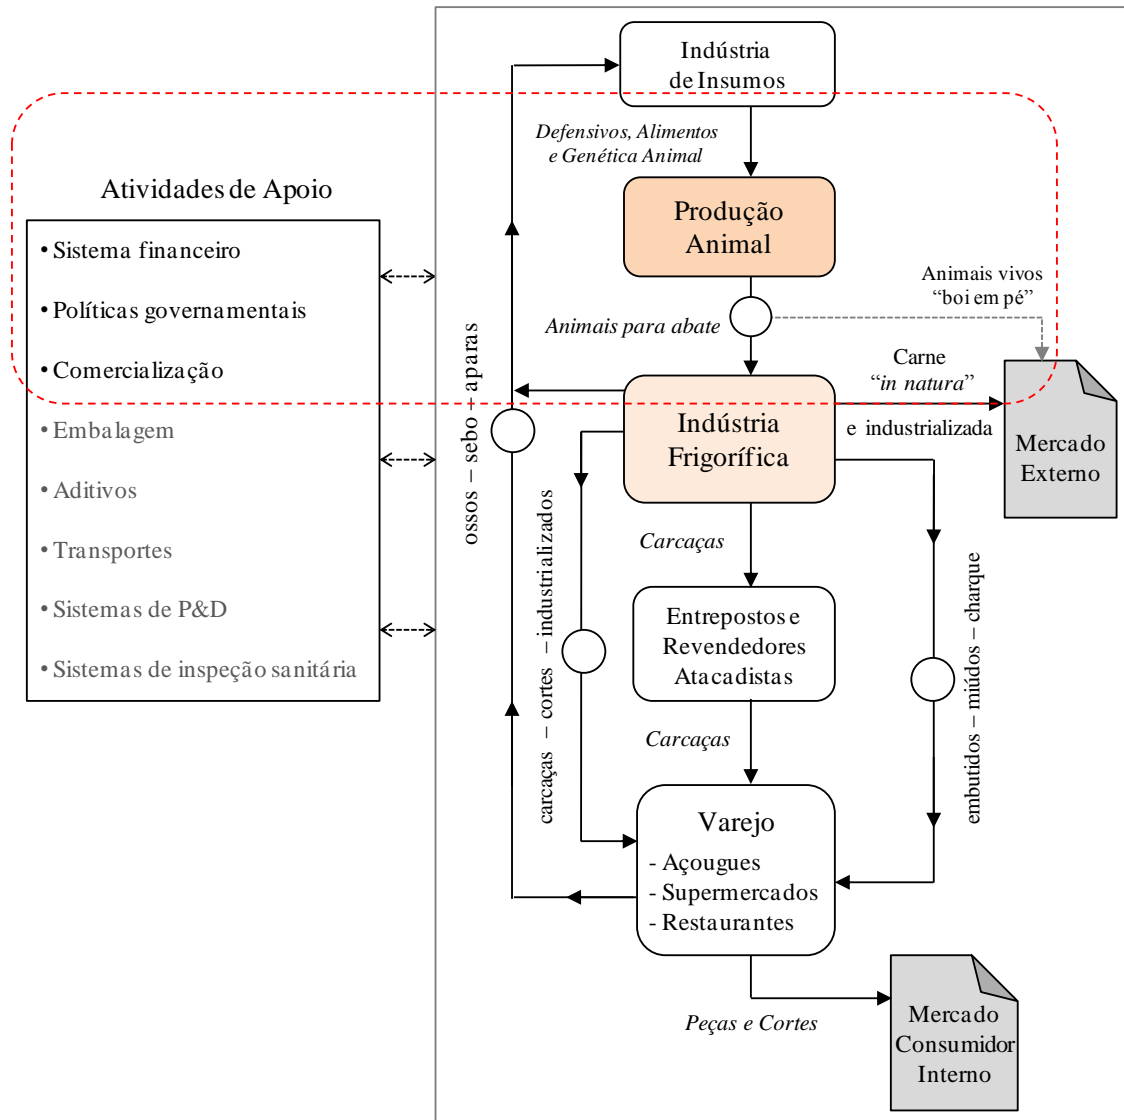 Indústria
de Insumos
Defensivos, Alimentos
e Genética Animal
Atividades de Apoio
• Sistema financeiro
• Políticas governamentais
• Comercialização
• Embalagem
• Aditivos
• Transportes
• Sistemas de P&D
• Sistemas de inspeção sanitária
Produção
Animal
Animais vivos
“boi em pé”
Animais para abate
Carne
“in natura”
e industrializada
Indústria
Frigorífica
Mercado
Externo
ossos – sebo – aparas
carcaças – cortes – industrializados
Carcaças
Entrepostos e
Revendedores
Atacadistas
embutidos – miúdos – charque
Carcaças
Varejo
- Açougues
- Supermercados
- Restaurantes
Peças e Cortes
Mercado
Consumidor
Interno